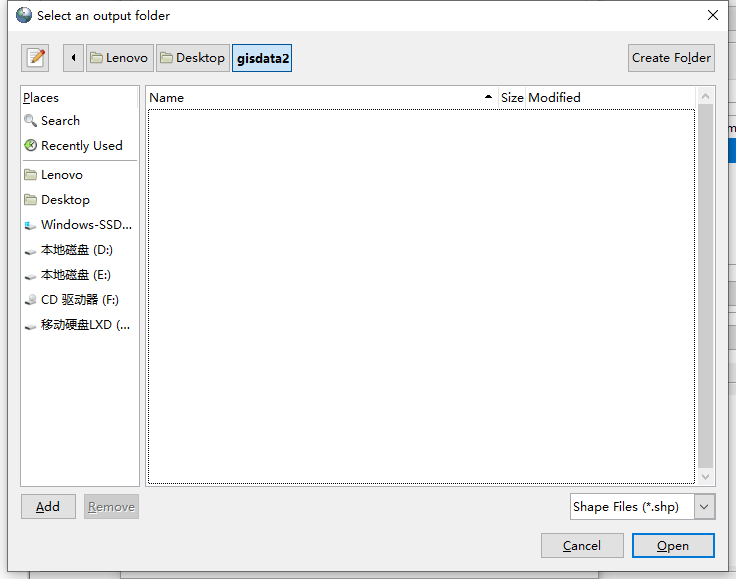 Select an output folder
Lenovo Desktop gisdata2 Create Folder
Places
Search
Recently Used
Lenovo
Desktop
Windows-SSD...
本地磁盘 (D:)
本地磁盘 (E:)
CD 驱动器 (F:)
移动硬盘LXD (...
Name Size Modified
Add Remove
Shape Files (*.shp)
Cancel Open